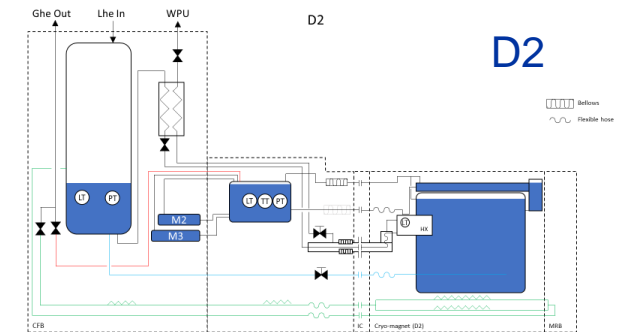 Ghe Out
Lhe In
WPU
D2
D2
Bellows
Flexible hose
LT
PT
LT
TT
PT
M2
M3
LT
HX
CFB
IC
Cryo-magnet (D2)
MRB